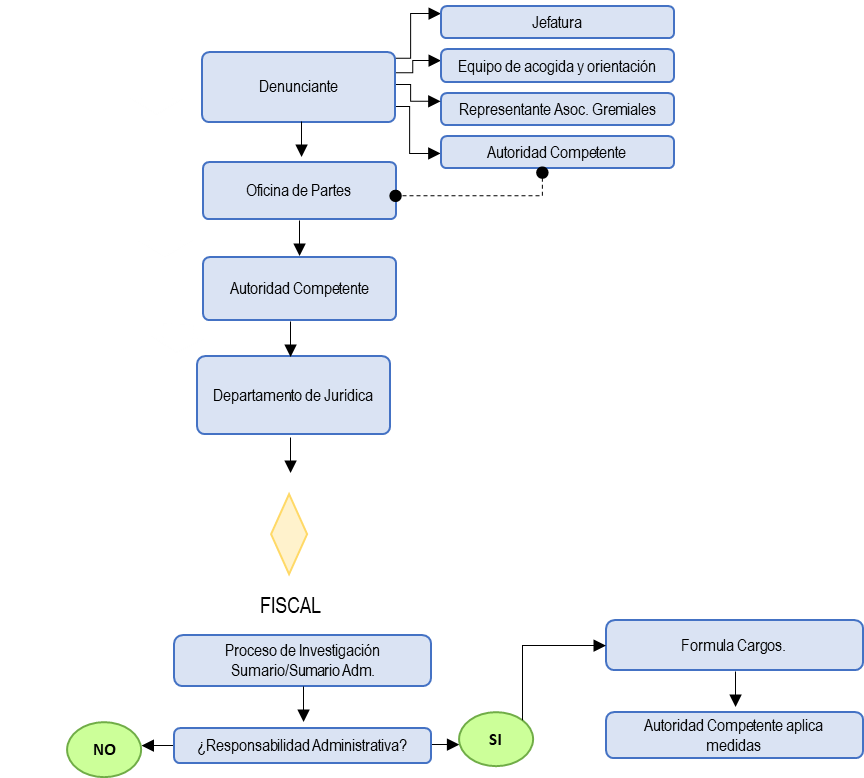 Jefatura
Denunciante
Equipo de acogida y orientación
Representante Asoc. Gremiales
Autoridad Competente
Oficina de Partes
Autoridad Competente
Departamento de Juridica
FISCAL
Proceso de Investigación
Sumario/Sumario Adm.
¿Responsabilidad Administrativa?
NO
SI
Formula Cargos.
Autoridad Competente aplica
medidas